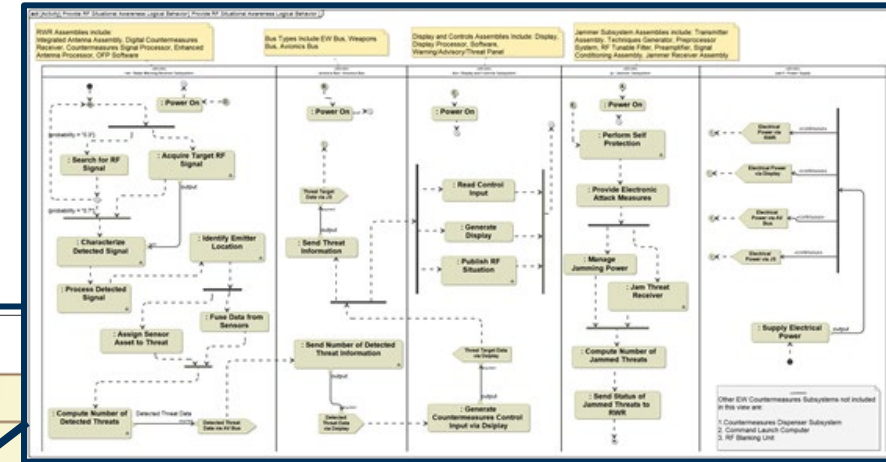 act [Activity] Provide RF Situational Awareness Logical Behavior [ Provide RF Situational Awareness Logical Behavior ]
RWR Assemblies include:
Integrated Antenna Assembly, Digital Countermeasures
Receiver, Countermeasures Signal Processor, Enhanced
Antenna Processor, OFP Software
Bus Types Include:EW Bus, Weapons
Bus, Avionics Bus
Display and Controls Assemblies Include: Display,
Display Processor, Software,
Warning/Advisory/Threat Panel
Jammer Subsystem Assemblies include: Transmitter
Assembly, Techniques Generator, Preprocessor
System, RF Tunable Filter, Preamplifier, Signal
Conditioning Assembly, Jammer Receiver Assembly
: Power On
{probability = "0.3"}
: Search for RF
Signal
: Acquire Target RF
Signal
output
{probability = "0.7"}
: Characterize
Detected Signal
: Identify Emitter
Location
: Process Detected
Signal
: Fuse Data from
Sensors
: Assign Sensor
Asset to Threat
: Compute Number of
Detected Threats
Detected Threat Data
Detected Threat
Data via AV Bus
: Power On
Threat Target
Data via JS
output
: Send Threat
Information
: Send Number of Detected
Threat Information
output
Detected
Threat Data
via Display
: Power On
: Read Control
Input
: Generate
Display
: Publish RF
Situation
Threat Target Data
via Display
output
: Generate
Countermeasures Control
Input via Dsiplay
: Power On
: Perform Self
Protection
: Provide Electronic
Attack Measures
: Manage
Jamming Power
: Jam Threat
Receiver
: Compute Number of
Jammed Threats
: Send Status of
Jammed Threats to
RWR
Electrical
Power via
RWR
«continuous»
Electrical Power
via Display
«continuous»
Electrical
Power via AV
Bus
«continuous»
Electrical
Power via JS
«continuous»
: Supply Electrical
Power
output
Other EW Countermeasures Subsystems not included
in this view are:
1.Countermeasures Dispenser Subsystem
2. Command Launch Computer
3. RF Blanking Unit